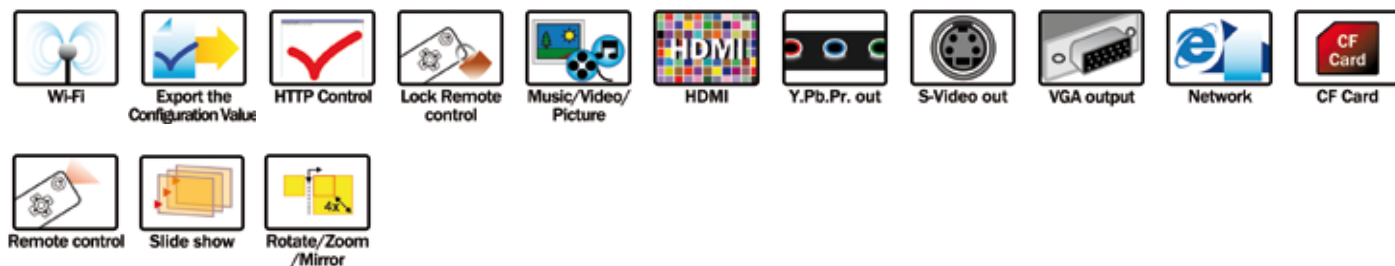 HDMI
CF
Card
Wi-Fi
Export the
Configuration Value
HTTP Control
Lock Remote
control
Music/Video/
Picture
HDMI
Y.Pb.Pr. out
S-Video out
VGA output
Network
CF Card
4x
Remote control
Slide show
Rotate/Zoom
/Mirror